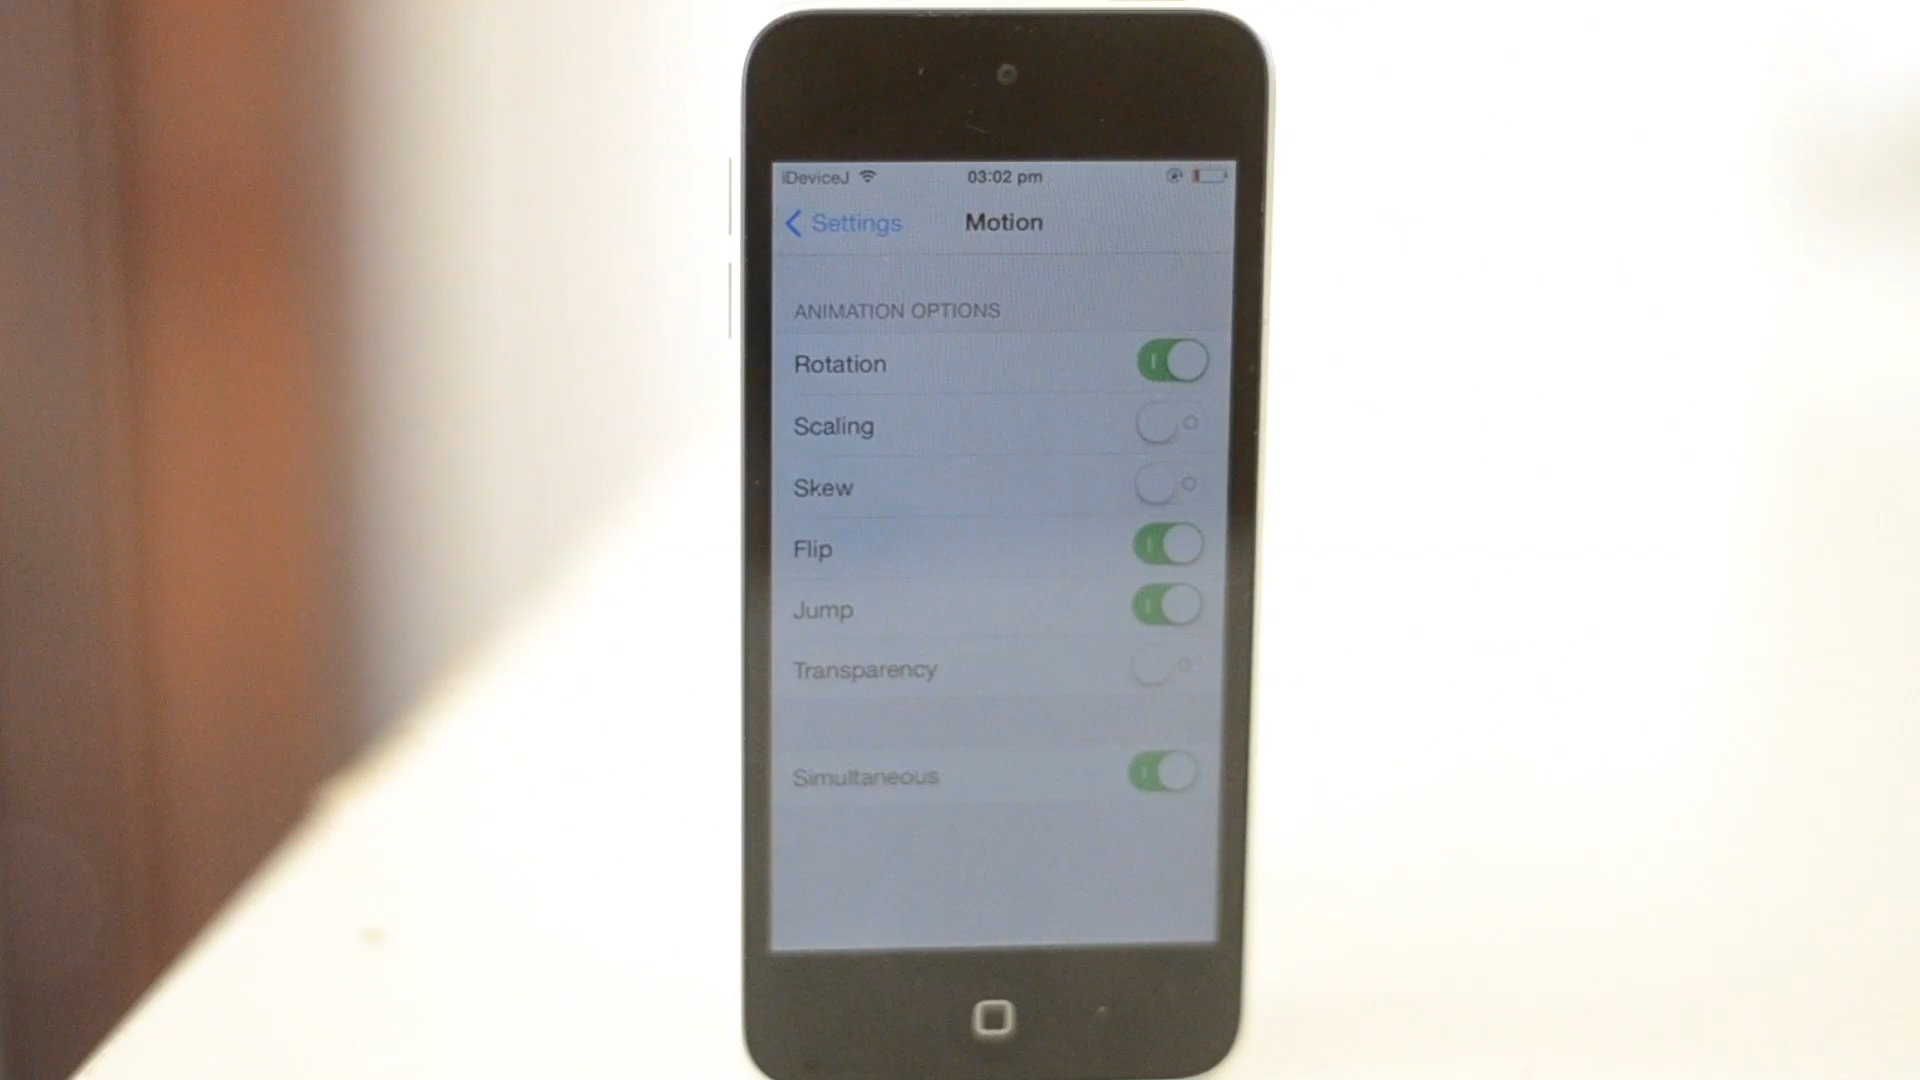 iDeviceJ
03:02 pm
Settings
Motion
ANIMATION OPTIONS
Rotation
Scaling
Skew
Flip
Jump
Transparency
Simultaneous